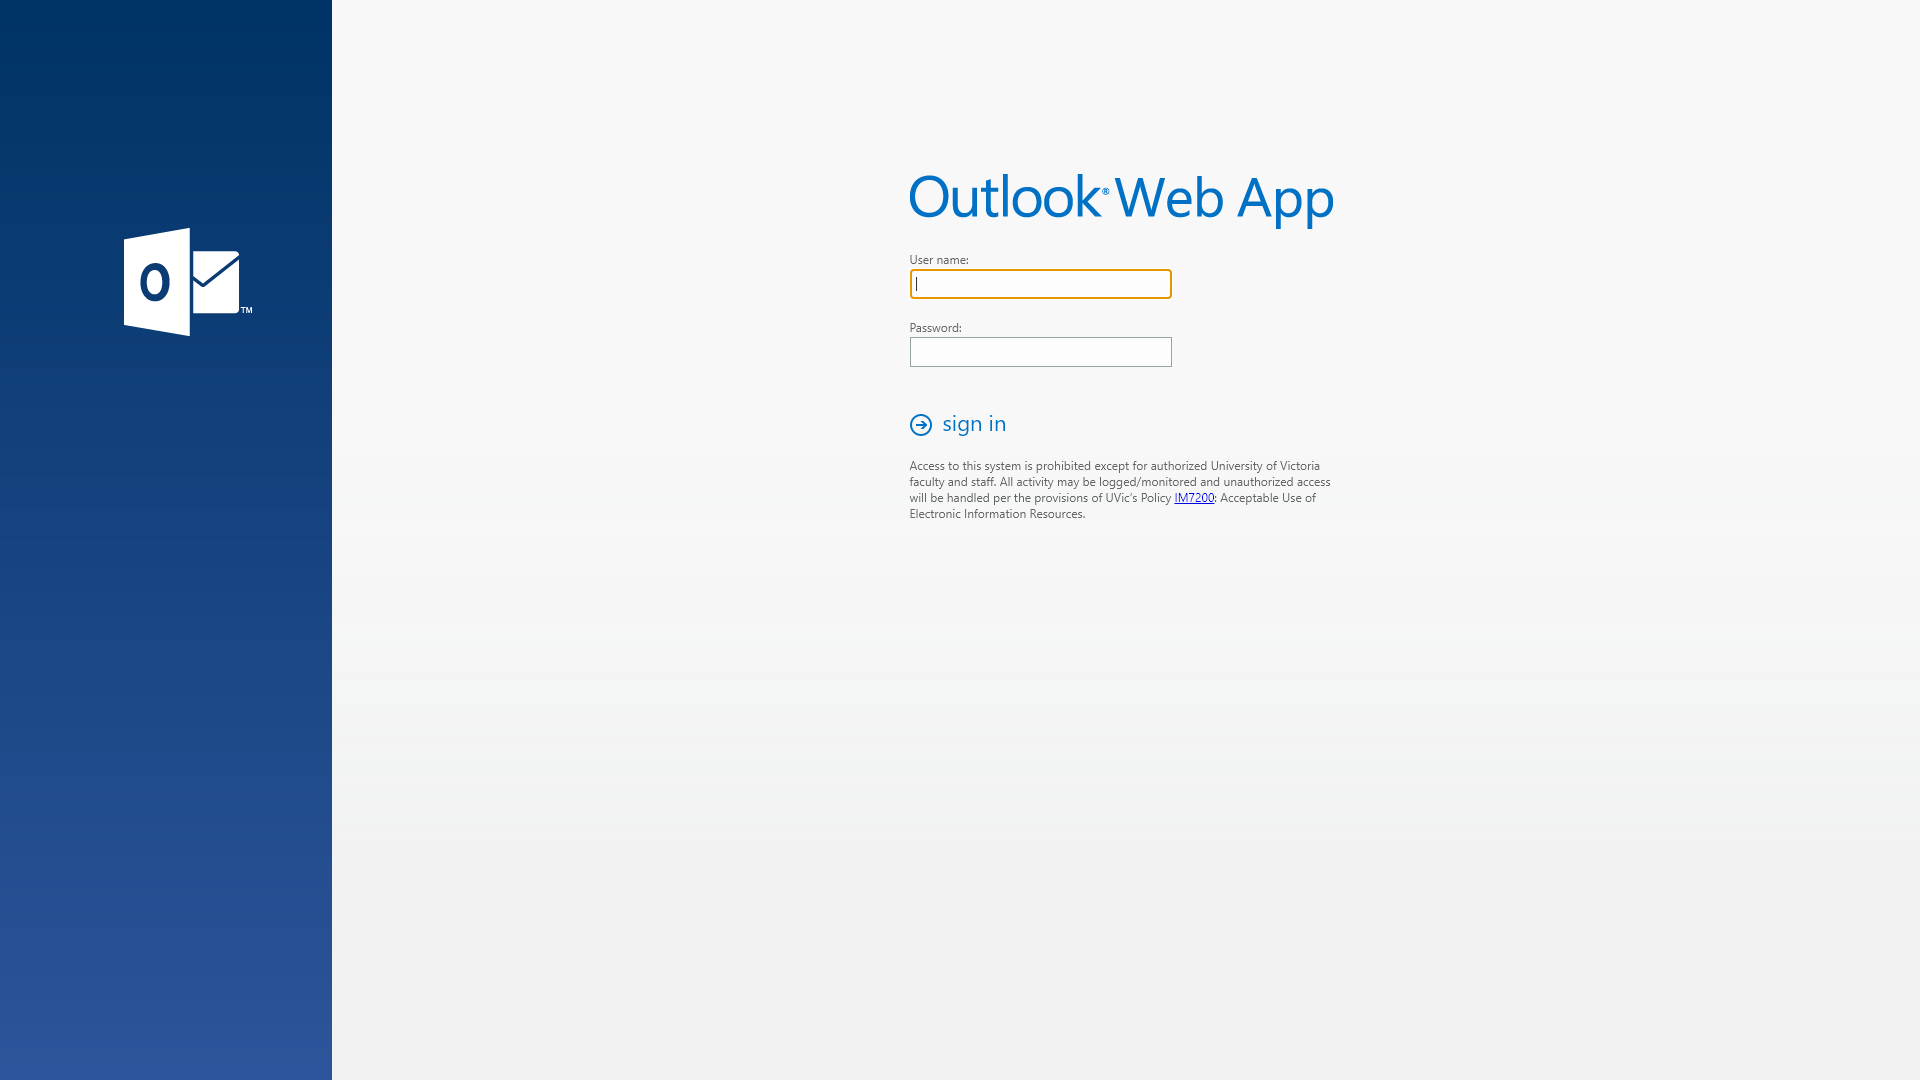 Outlook® Web App
User name:
O
TM
Password:
sign in
Access to this system is prohibited except for authorized University of Victoria
faculty and staff. All activity may be logged/monitored and unauthorized access
will be handled per the provisions of UVic's Policy IM7200: Acceptable Use of
Electronic Information Resources.